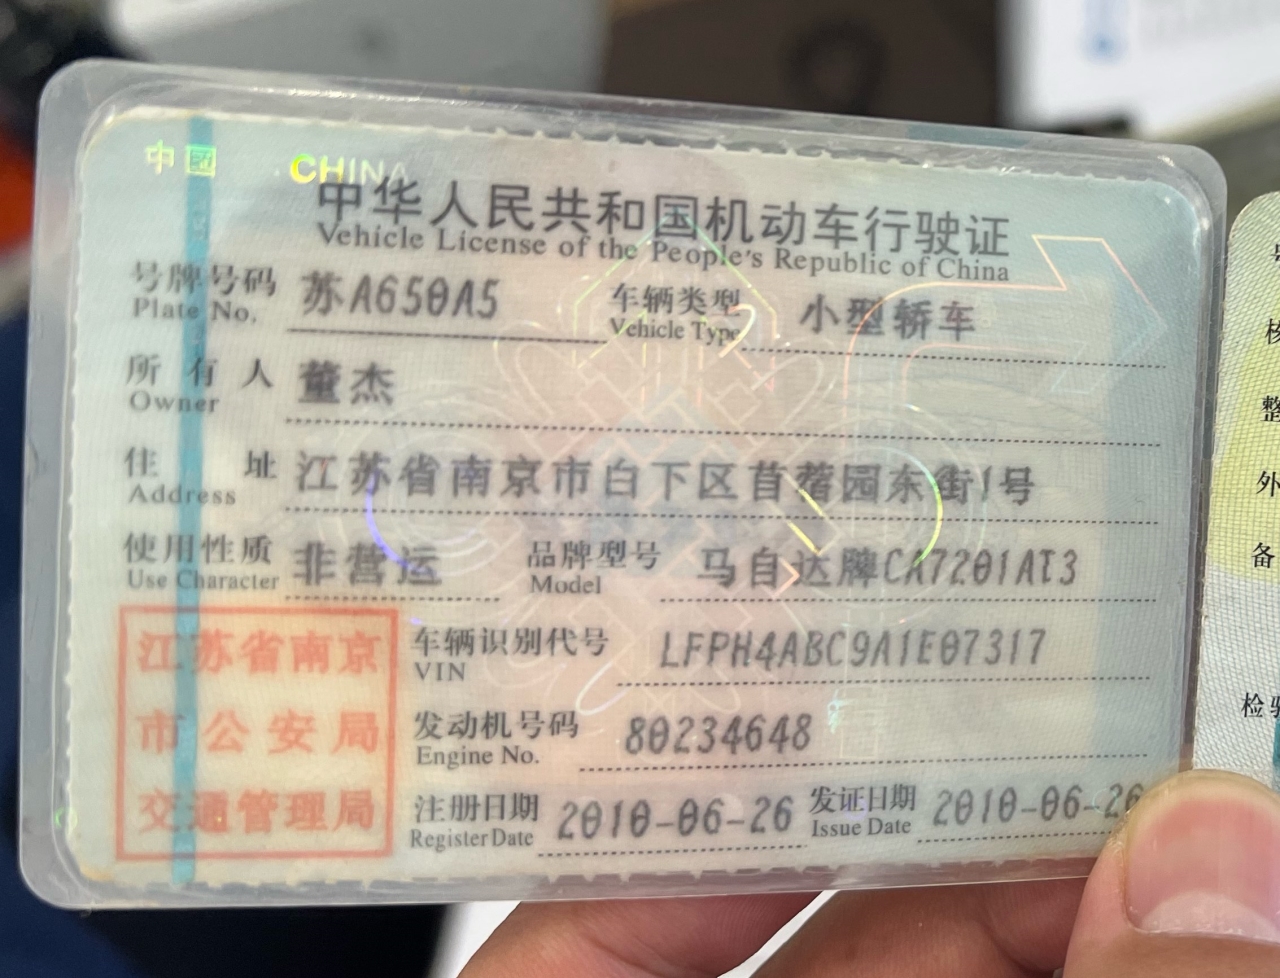 中国 CHINA
中华人民共和国机动车行驶证
Vehicle License of the People's Republic of China
号牌号码 苏A650A5 车辆类型 小型轿车
Plate No. Vehicle Type
所有人 董杰
Owner
住址 江苏省南京市白下区苜蓿园东街1号
Address
使用性质 非营运 品牌型号 马自达牌CA7201AT3
Use Character Model
江苏省南京
市公安局
交通管理局
车辆识别代号 LFPH4ABC9A1E07317
VIN
发动机号码 80234648
Engine No.
注册日期 2010-06-26 发证日期 2010-06-26
Register Date Issue Date
整
外
备
检验